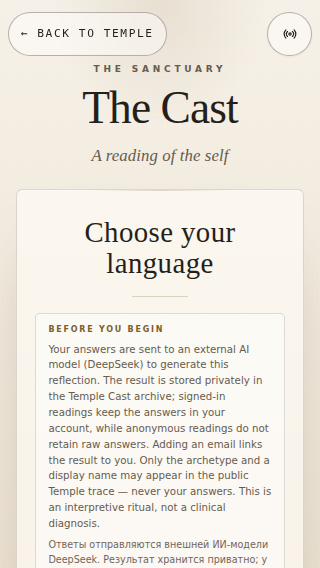 ← BACK TO TEMPLE
THE SANCTUARY
The Cast
A reading of the self
Choose your
language
BEFORE YOU BEGIN
Your answers are sent to an external AI
model (DeepSeek) to generate this
reflection. The result is stored privately in
the Temple Cast archive; signed-in
readings keep the answers in your
account, while anonymous readings do not
retain raw answers. Adding an email links
the result to you. Only the archetype and a
display name may appear in the public
Temple trace — never your answers. This is
an interpretive ritual, not a clinical
diagnosis.
Ответы отправляются внешней ИИ-модели
DeepSeek. Результат хранится приватно; у